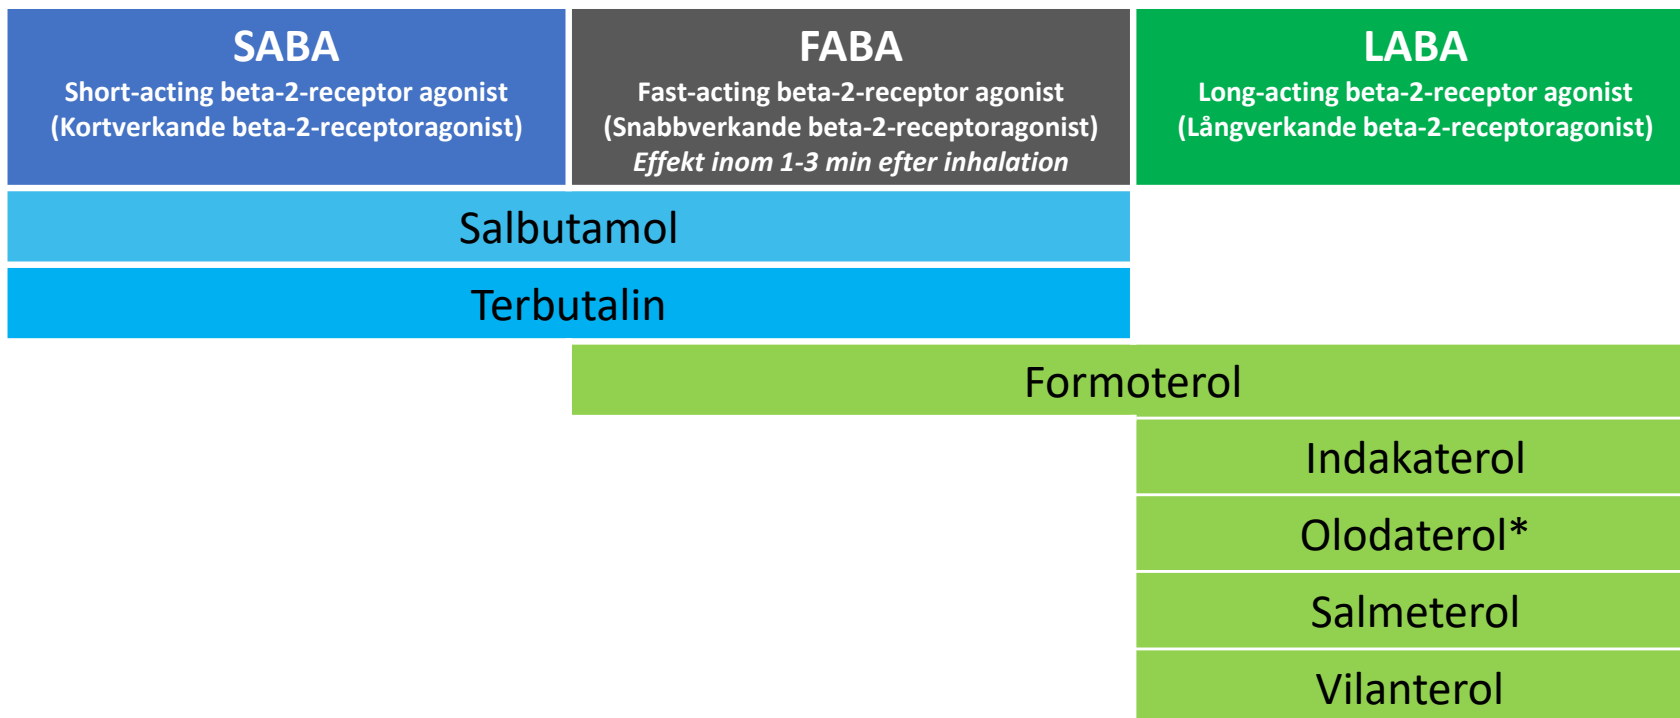 SABA
Short-acting beta-2-receptor agonist
(Kortverkande beta-2-receptoragonist)
FABA
Fast-acting beta-2-receptor agonist
(Snabbverkande beta-2-receptoragonist)
Effekt inom 1-3 min efter inhalation
LABA
Long-acting beta-2-receptor agonist
(Långverkande beta-2-receptoragonist)
Salbutamol
Terbutalin
Formoterol
Indakaterol
Olodaterol*
Salmeterol
Vilanterol